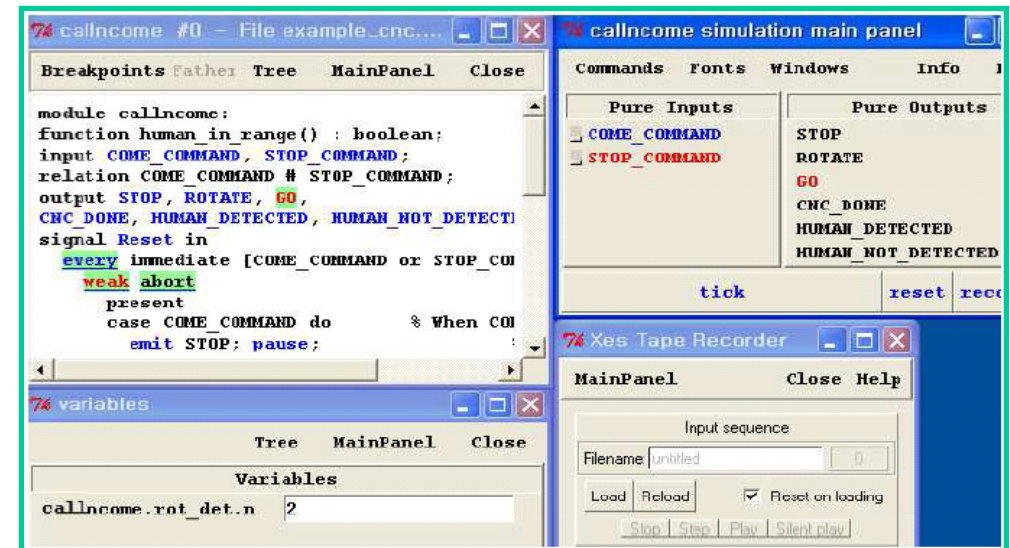 callncome #0 - File example_cnc....
Breakpoints Father Tree MainPanel Close
module callncome:
function human_in_range() : boolean;
input COME_COMMAND, STOP_COMMAND;
relation COME_COMMAND # STOP_COMMAND;
output STOP, ROTATE, GO,
CNC_DONE, HUMAN_DETECTED, HUMAN_NOT_DETECT
signal Reset in
every immediate [COME_COMMAND or STOP_COM
weak abort
present
case COME_COMMAND do % When COM
emit STOP; pause;
variables
Tree MainPanel Close
Variables
callncome.rot_det.n 2
callncome simulation main panel
Commands Fonts Windows Info
Pure Inputs Pure Outputs
COME_COMMAND STOP
STOP_COMMAND ROTATE
GO
CNC_DONE
HUMAN_DETECTED
HUMAN_NOT_DETECTED
tick reset reco
Xes Tape Recorder
MainPanel Close Help
Input sequence
Filename: untitled 0
Load Reload Reset on loading
Stop Step Play Silent play